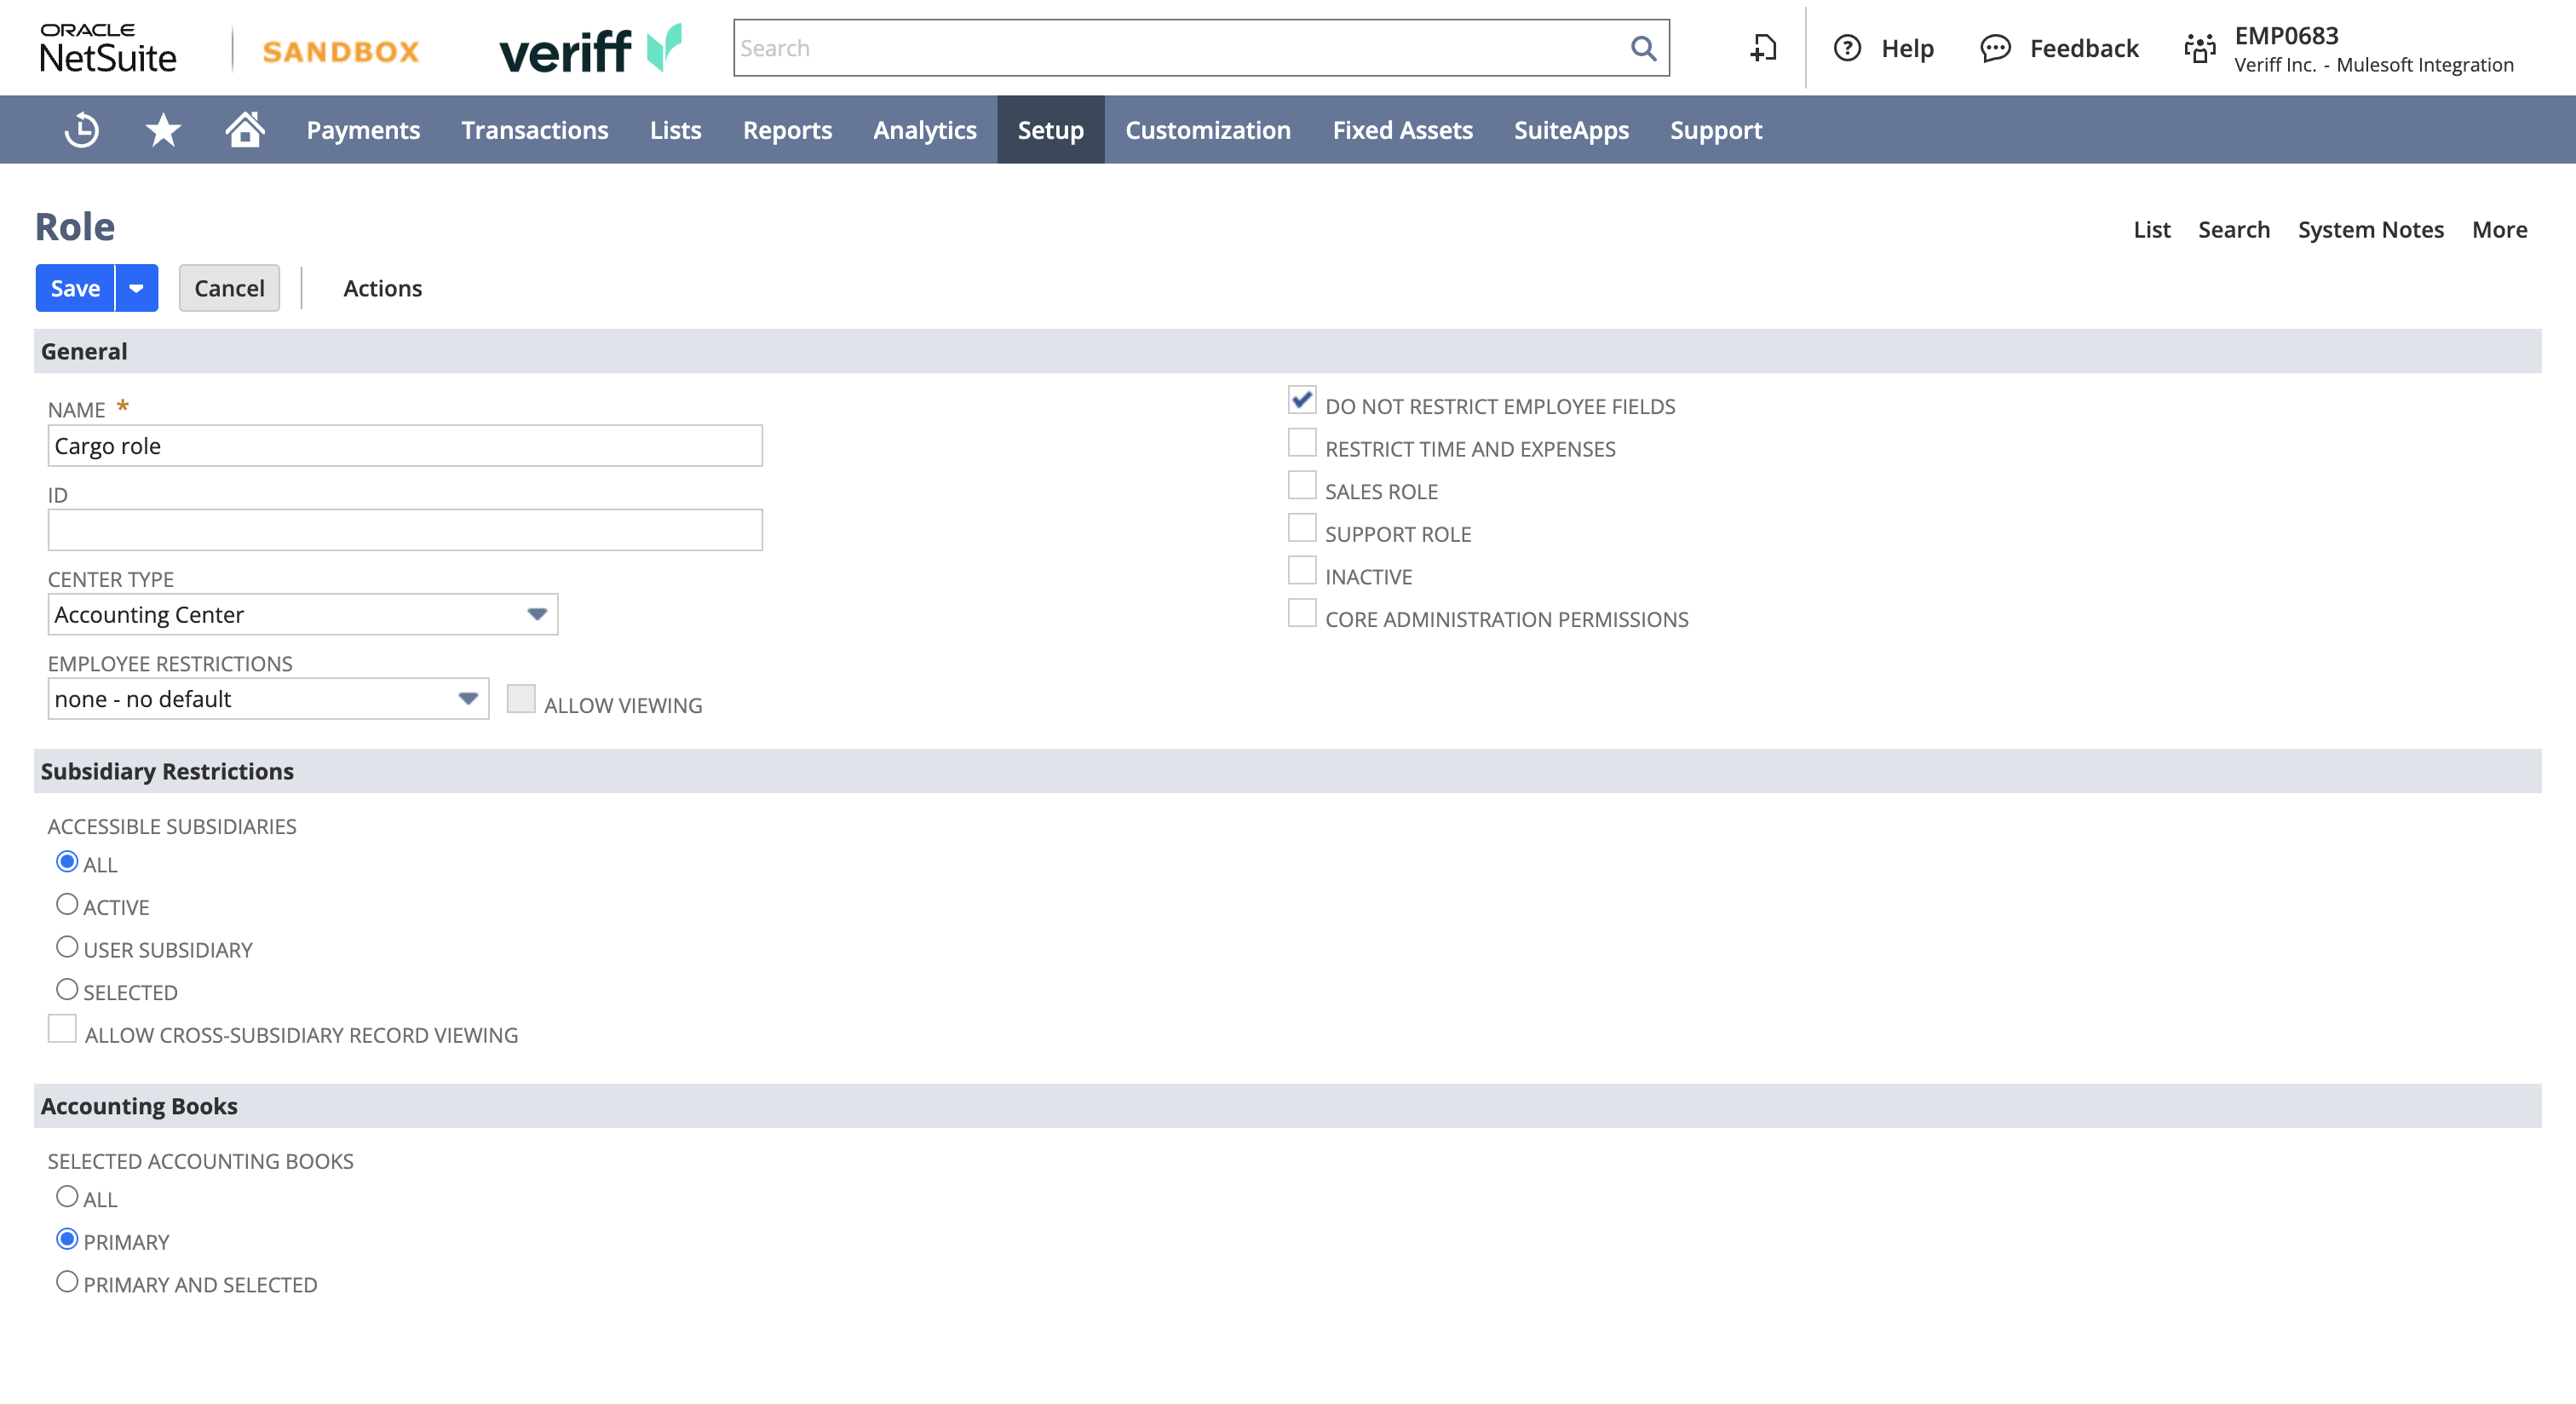 ORACLE
NetSuite
SANDBOX
veriff
Search
Help
Feedback
EMP0683
Veriff Inc. - Mulesoft Integration
Payments Transactions Lists Reports Analytics Setup Customization Fixed Assets SuiteApps Support
Role
List Search System Notes More
Save
Cancel
Actions
General
NAME *
Cargo role
ID
CENTER TYPE
Accounting Center
EMPLOYEE RESTRICTIONS
none - no default
ALLOW VIEWING
DO NOT RESTRICT EMPLOYEE FIELDS
RESTRICT TIME AND EXPENSES
SALES ROLE
SUPPORT ROLE
INACTIVE
CORE ADMINISTRATION PERMISSIONS
Subsidiary Restrictions
ACCESSIBLE SUBSIDIARIES
ALL
ACTIVE
USER SUBSIDIARY
SELECTED
ALLOW CROSS-SUBSIDIARY RECORD VIEWING
Accounting Books
SELECTED ACCOUNTING BOOKS
ALL
PRIMARY
PRIMARY AND SELECTED